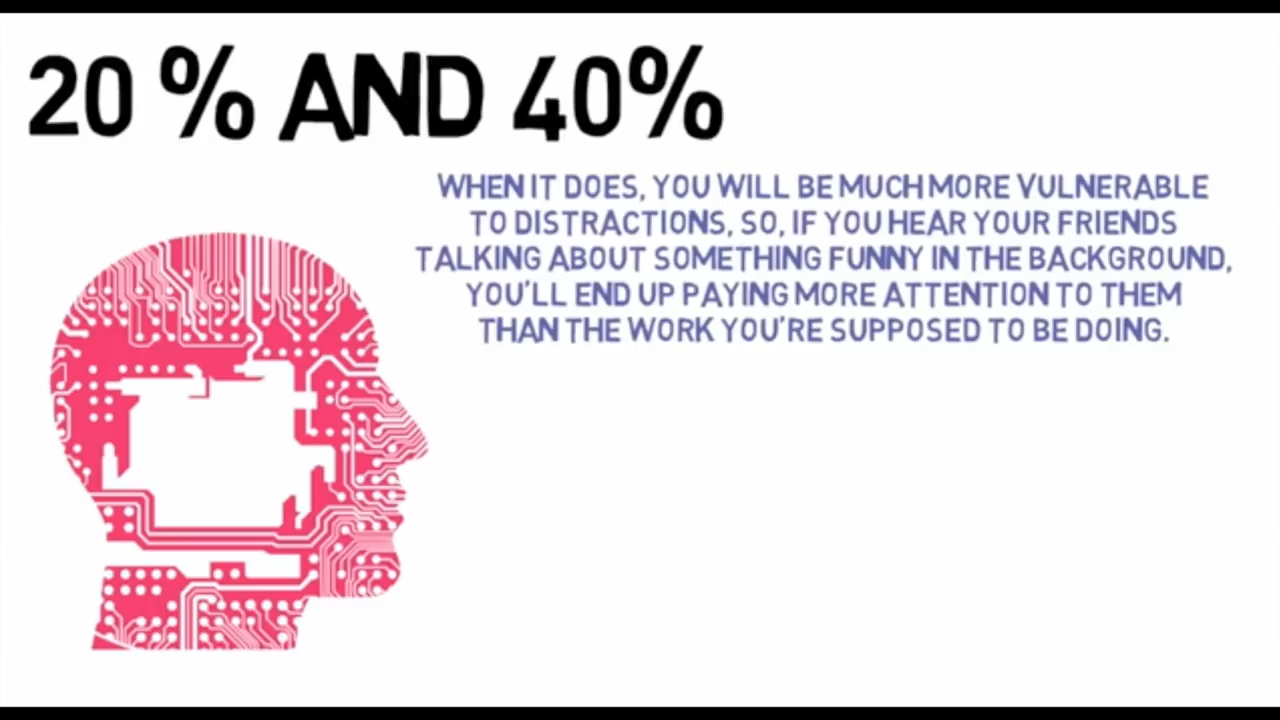 20 % AND 40%
WHEN IT DOES, YOU WILL BE MUCH MORE VULNERABLE
TO DISTRACTIONS, SO, IF YOU HEAR YOUR FRIENDS
TALKING ABOUT SOMETHING FUNNY IN THE BACKGROUND,
YOU'LL END UP PAYING MORE ATTENTION TO THEM
THAN THE WORK YOU'RE SUPPOSED TO BE DOING.